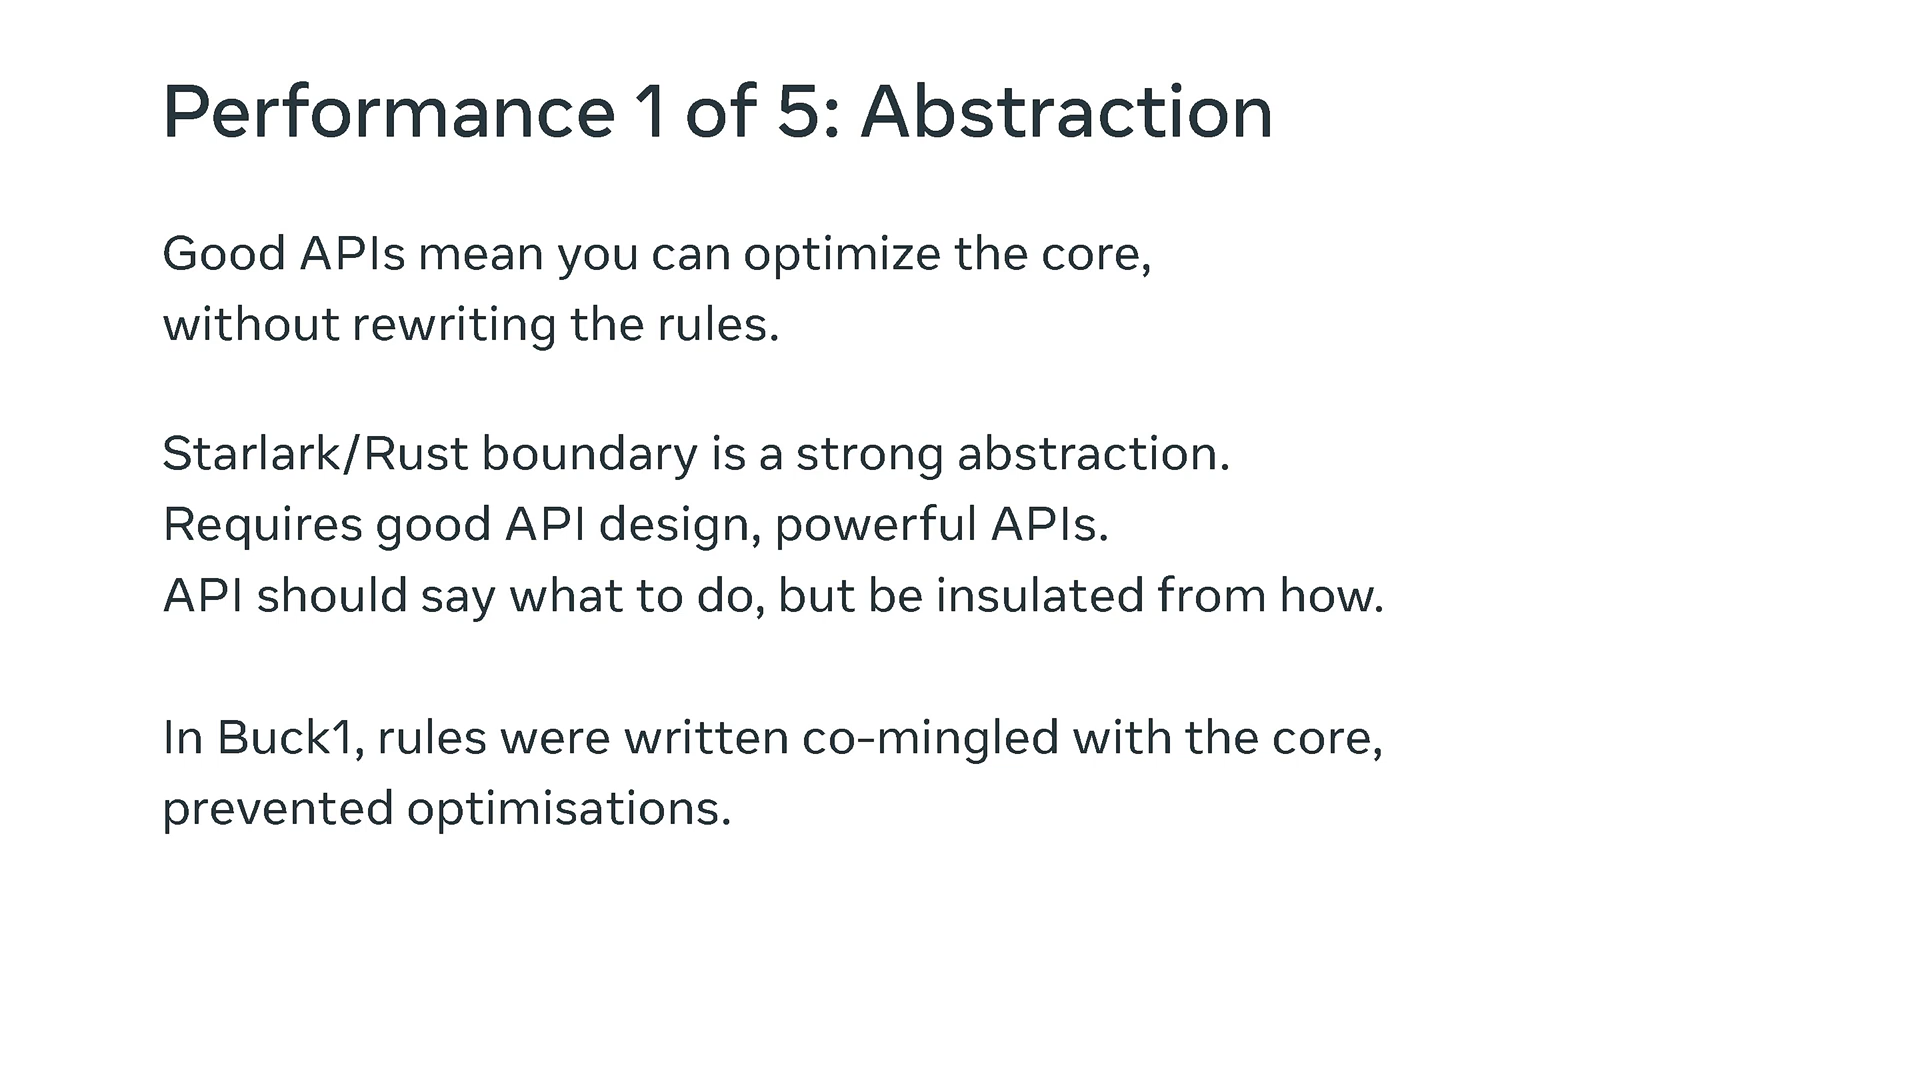 Performance 1 of 5: Abstraction
Good APIs mean you can optimize the core,
without rewriting the rules.
Starlark/Rust boundary is a strong abstraction.
Requires good API design, powerful APIs.
API should say what to do, but be insulated from how.
In Buck1, rules were written co-mingled with the core,
prevented optimisations.